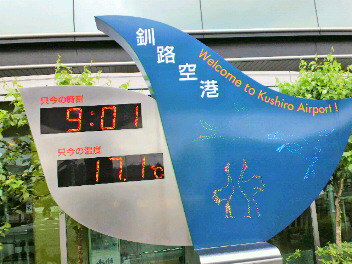 釧路空港
Welcome to Kushiro Airport!
只今の時刻
9:01
只今の温度
17.1℃